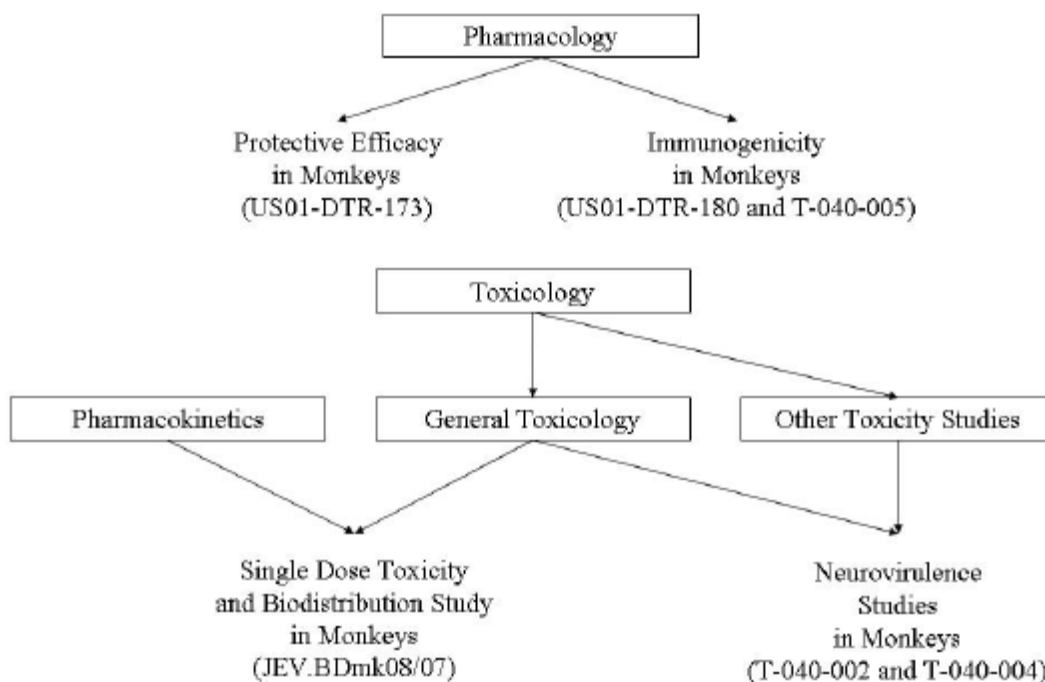 Pharmacology
Protective Efficacy
in Monkeys
(US01-DTR-173)
Immunogenicity
in Monkeys
(US01-DTR-180 and T-040-005)
Toxicology
Pharmacokinetics
General Toxicology
Other Toxicity Studies
Single Dose Toxicity
and Biodistribution Study
in Monkeys
(JEV.BDmk08/07)
Neurovirulence
Studies
in Monkeys
(T-040-002 and T-040-004)